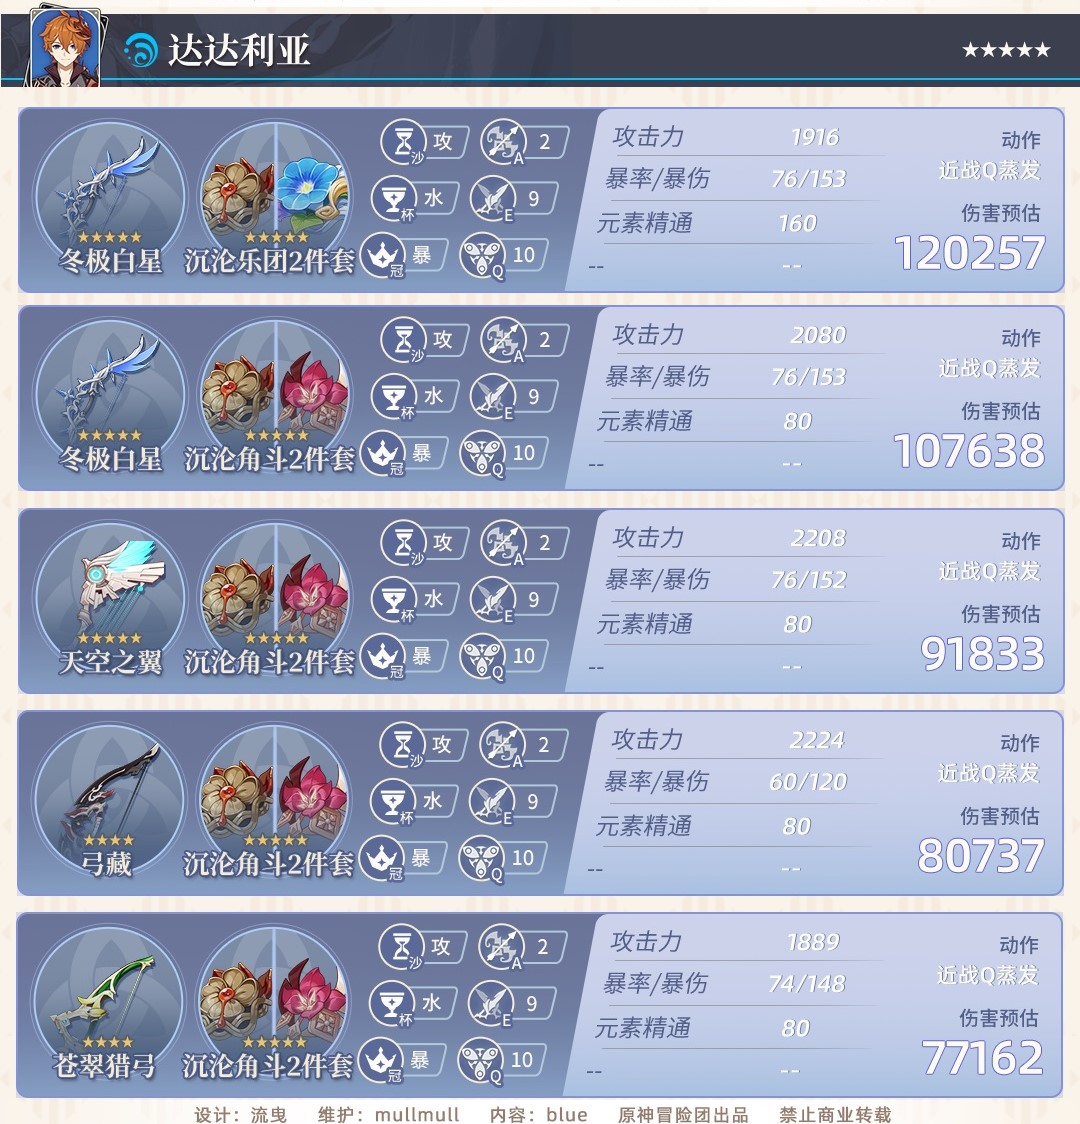 达达利亚 ★★★★★
沙 攻 A 2
杯 水 E 9
冠 暴 Q 10
★★★★★ ★★★★★
冬极白星 沉沦乐团2件套
攻击力 1916
暴率/暴伤 76/153
元素精通 160
-- --
动作
近战Q蒸发
伤害预估
120257
沙 攻 A 2
杯 水 E 9
冠 暴 Q 10
★★★★★ ★★★★★
冬极白星 沉沦角斗2件套
攻击力 2080
暴率/暴伤 76/153
元素精通 80
-- --
动作
近战Q蒸发
伤害预估
107638
沙 攻 A 2
杯 水 E 9
冠 暴 Q 10
★★★★★ ★★★★★
天空之翼 沉沦角斗2件套
攻击力 2208
暴率/暴伤 76/152
元素精通 80
-- --
动作
近战Q蒸发
伤害预估
91833
沙 攻 A 2
杯 水 E 9
冠 暴 Q 10
★★★★ ★★★★★
弓藏 沉沦角斗2件套
攻击力 2224
暴率/暴伤 60/120
元素精通 80
-- --
动作
近战Q蒸发
伤害预估
80737
沙 攻 A 2
杯 水 E 9
冠 暴 Q 10
★★★★ ★★★★★
苍翠猎弓 沉沦角斗2件套
攻击力 1889
暴率/暴伤 74/148
元素精通 80
-- --
动作
近战Q蒸发
伤害预估
77162
设计：流曳 维护：mullmull 内容：blue 原神冒险团出品 禁止商业转载